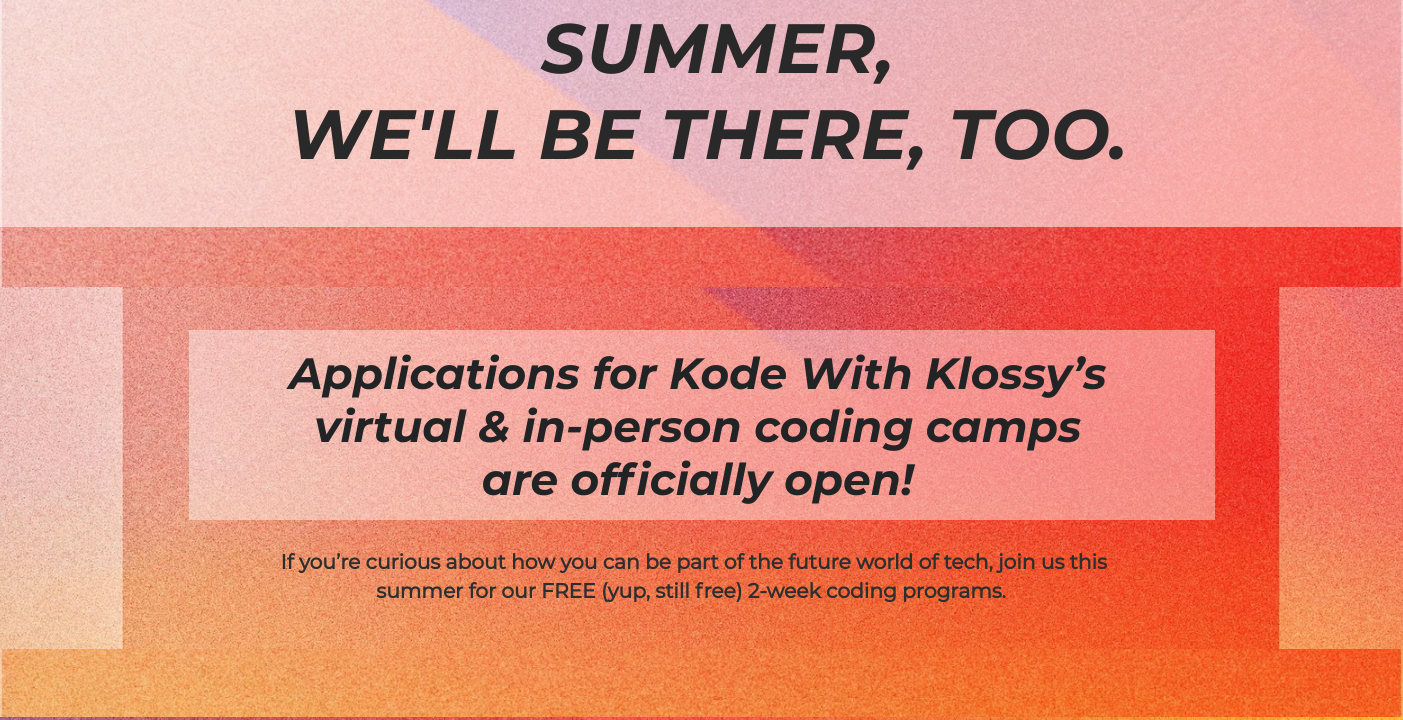 SUMMER,
WE'LL BE THERE, TOO.
Applications for Kode With Klossy’s
virtual & in-person coding camps
are officially open!
If you’re curious about how you can be part of the future world of tech, join us this
summer for our FREE (yup, still free) 2-week coding programs.